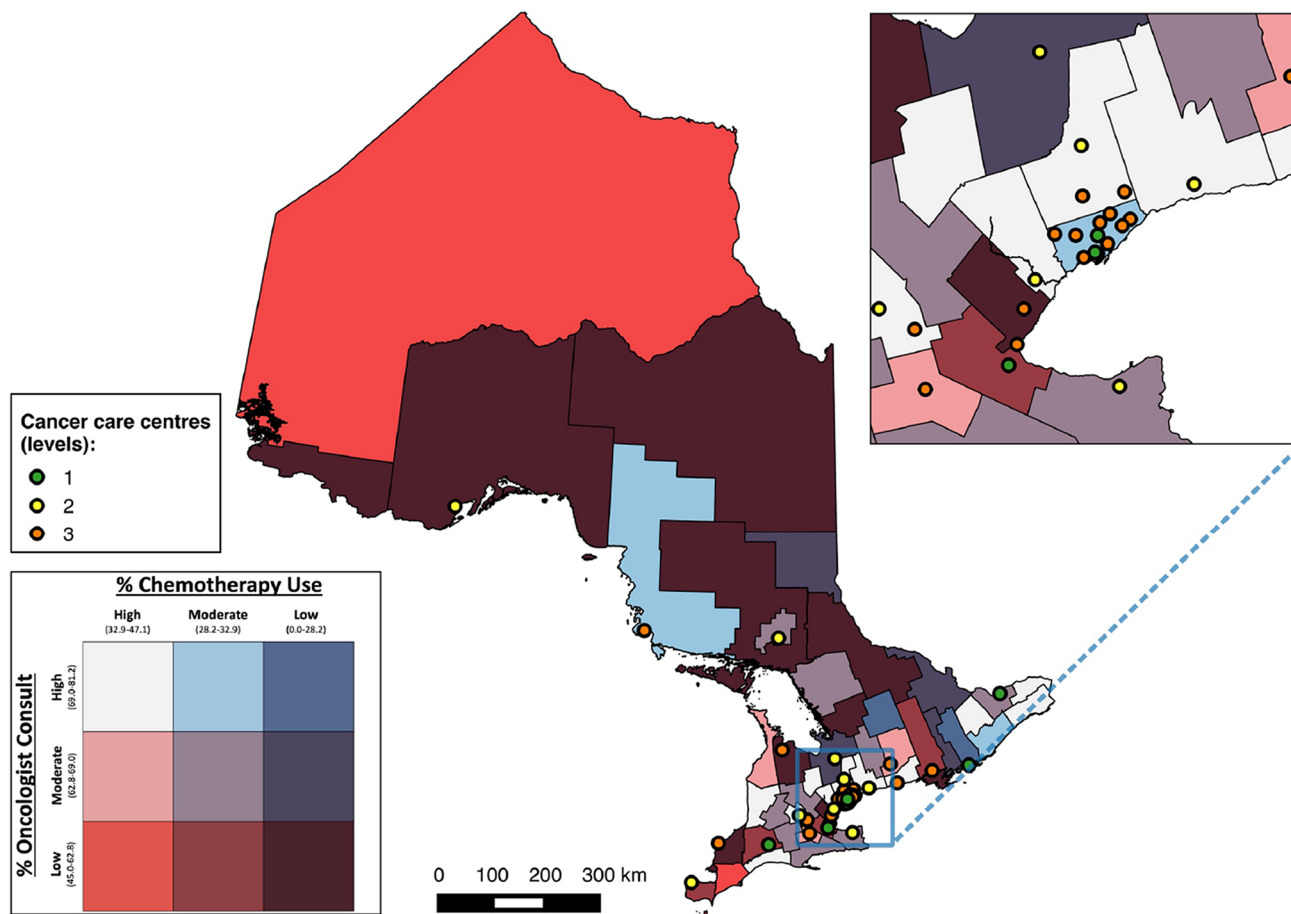 Cancer care centres
(levels):
1
2
3
% Chemotherapy Use
High
Moderate
Low
(32.9-47.1)
(28.2-32.9)
(0.0-28.2)
% Oncologist Consult
High
(69.0-81.2)
Moderate
(62.8-69.0)
Low
(45.0-62.8)
0 100 200 300 km